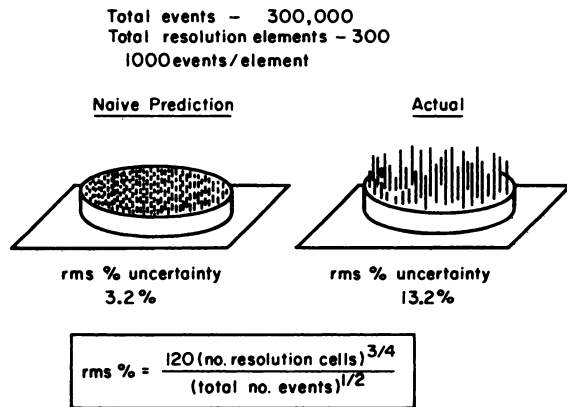 Total events – 300,000
Total resolution elements – 300
1000 events/element
Naive Prediction
Actual
rms % uncertainty
3.2%
rms % uncertainty
13.2%
rms % = 120 (no. resolution cells)^3/4 / (total no. events)^1/2